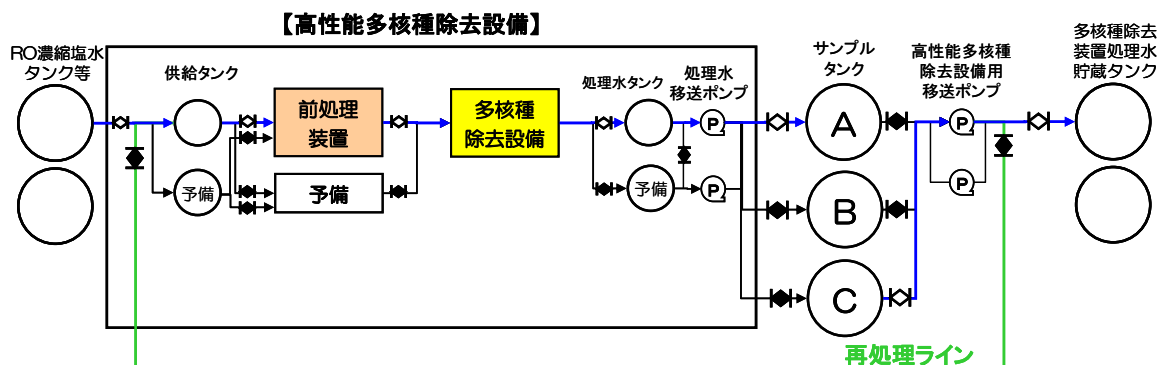 【高性能多核種除去設備】
RO濃縮塩水
タンク等
供給タンク
予備
前処理
装置
予備
多核種
除去設備
処理水タンク
予備
処理水
移送ポンプ
P
P
サンプル
タンク
A
B
C
高性能多核種
除去設備用
移送ポンプ
P
P
多核種除去
装置処理水
貯蔵タンク
再処理ライン